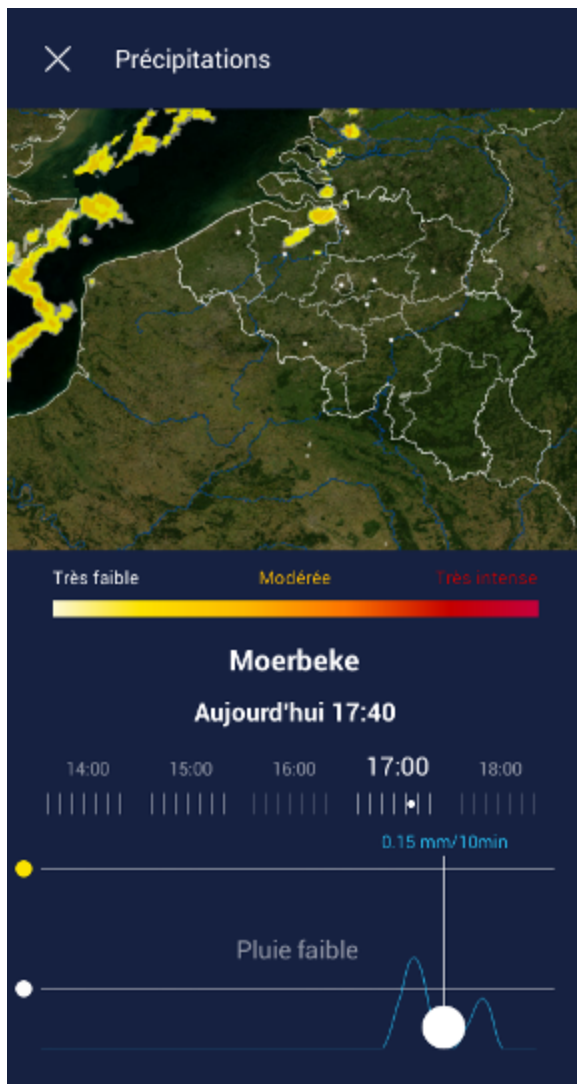 Précipitations
Très faible Modérée Très intense
Moerbeke
Aujourd'hui 17:40
14:00 15:00 16:00 17:00 18:00
0.15 mm/10min
Pluie faible